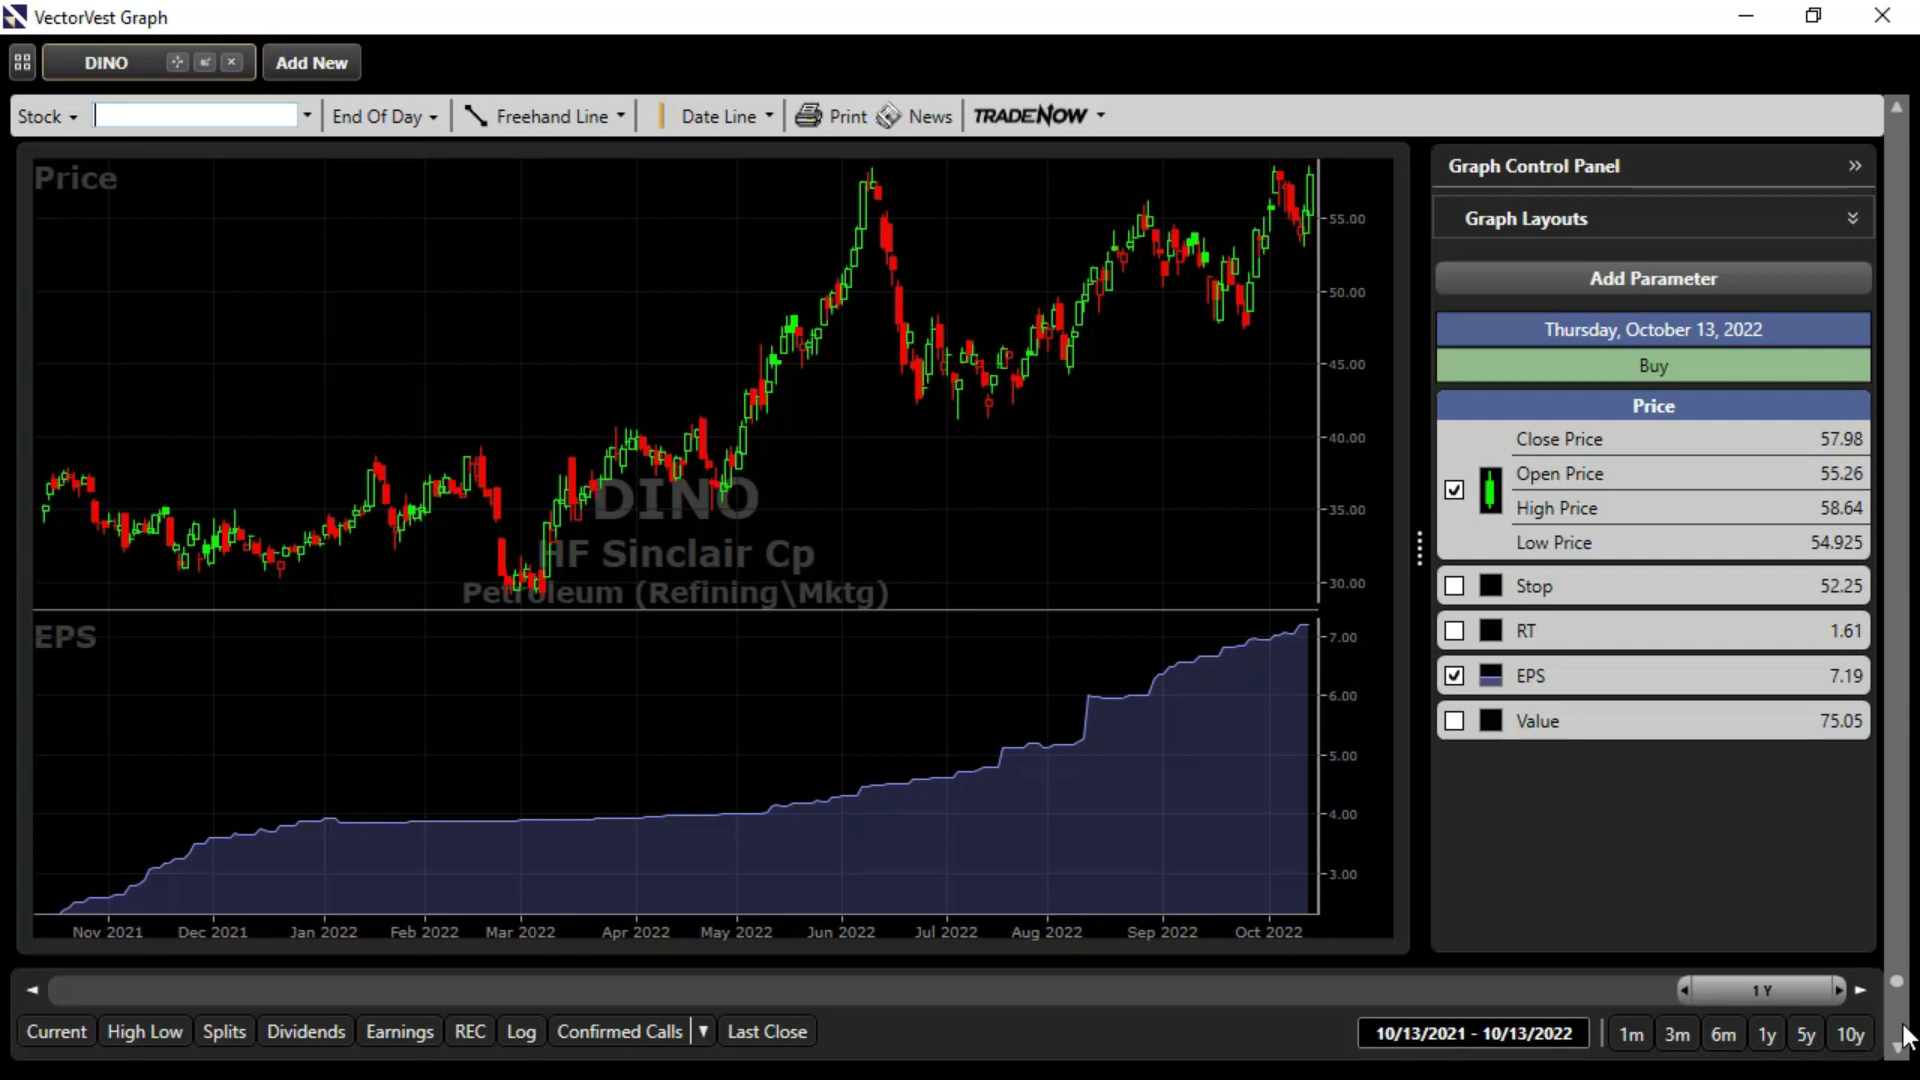 VectorVest Graph
DINO
Add New
Stock
End Of Day
Freehand Line
Date Line
Print
News
TRADENOW
Price
55.00
50.00
45.00
40.00
35.00
30.00
DINO
HF Sinclair Cp
Petroleum (Refining\Mktg)
EPS
7.00
6.00
5.00
4.00
3.00
Nov 2021 Dec 2021 Jan 2022 Feb 2022 Mar 2022 Apr 2022 May 2022 Jun 2022 Jul 2022 Aug 2022 Sep 2022 Oct 2022
Graph Control Panel
Graph Layouts
Add Parameter
Thursday, October 13, 2022
Buy
Price
Close Price 57.98
Open Price 55.26
High Price 58.64
Low Price 54.925
Stop 52.25
RT 1.61
EPS 7.19
Value 75.05
1 Y
Current High Low Splits Dividends Earnings REC Log Confirmed Calls Last Close
10/13/2021 - 10/13/2022 1m 3m 6m 1y 5y 10y